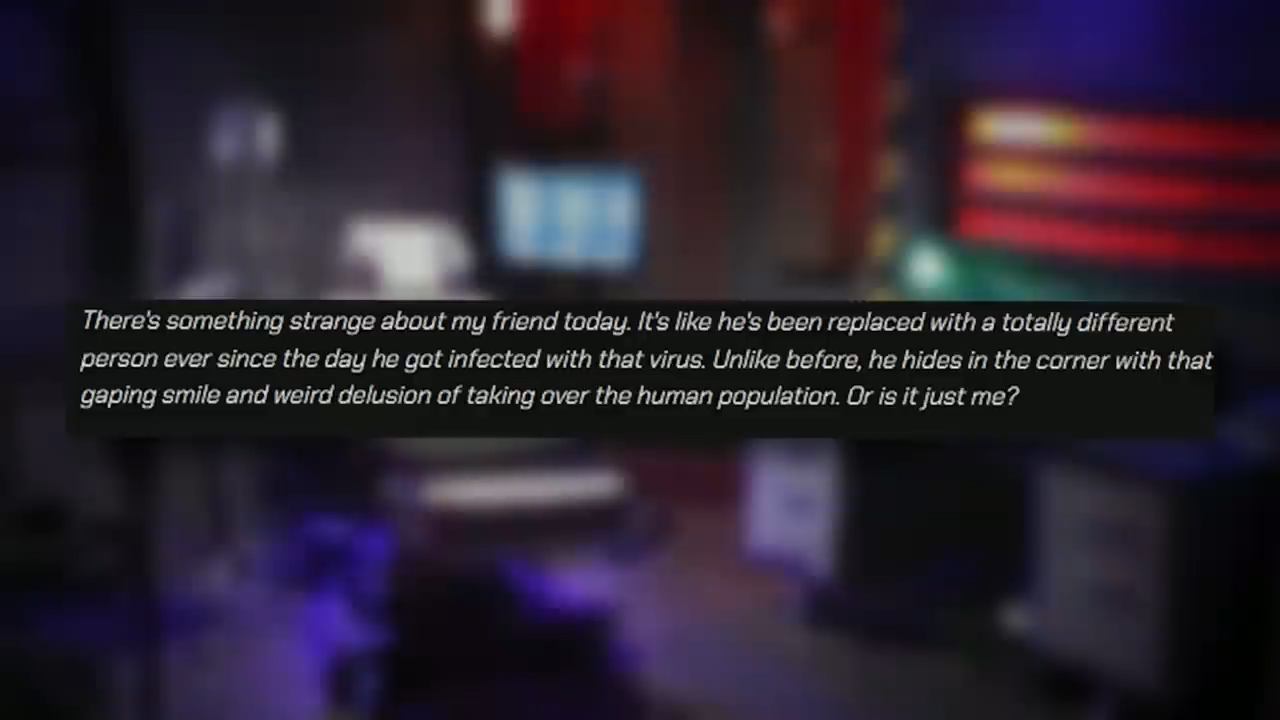 There's something strange about my friend today. It's like he's been replaced with a totally different
person ever since the day he got infected with that virus. Unlike before, he hides in the corner with that
gaping smile and weird delusion of taking over the human population. Or is it just me?